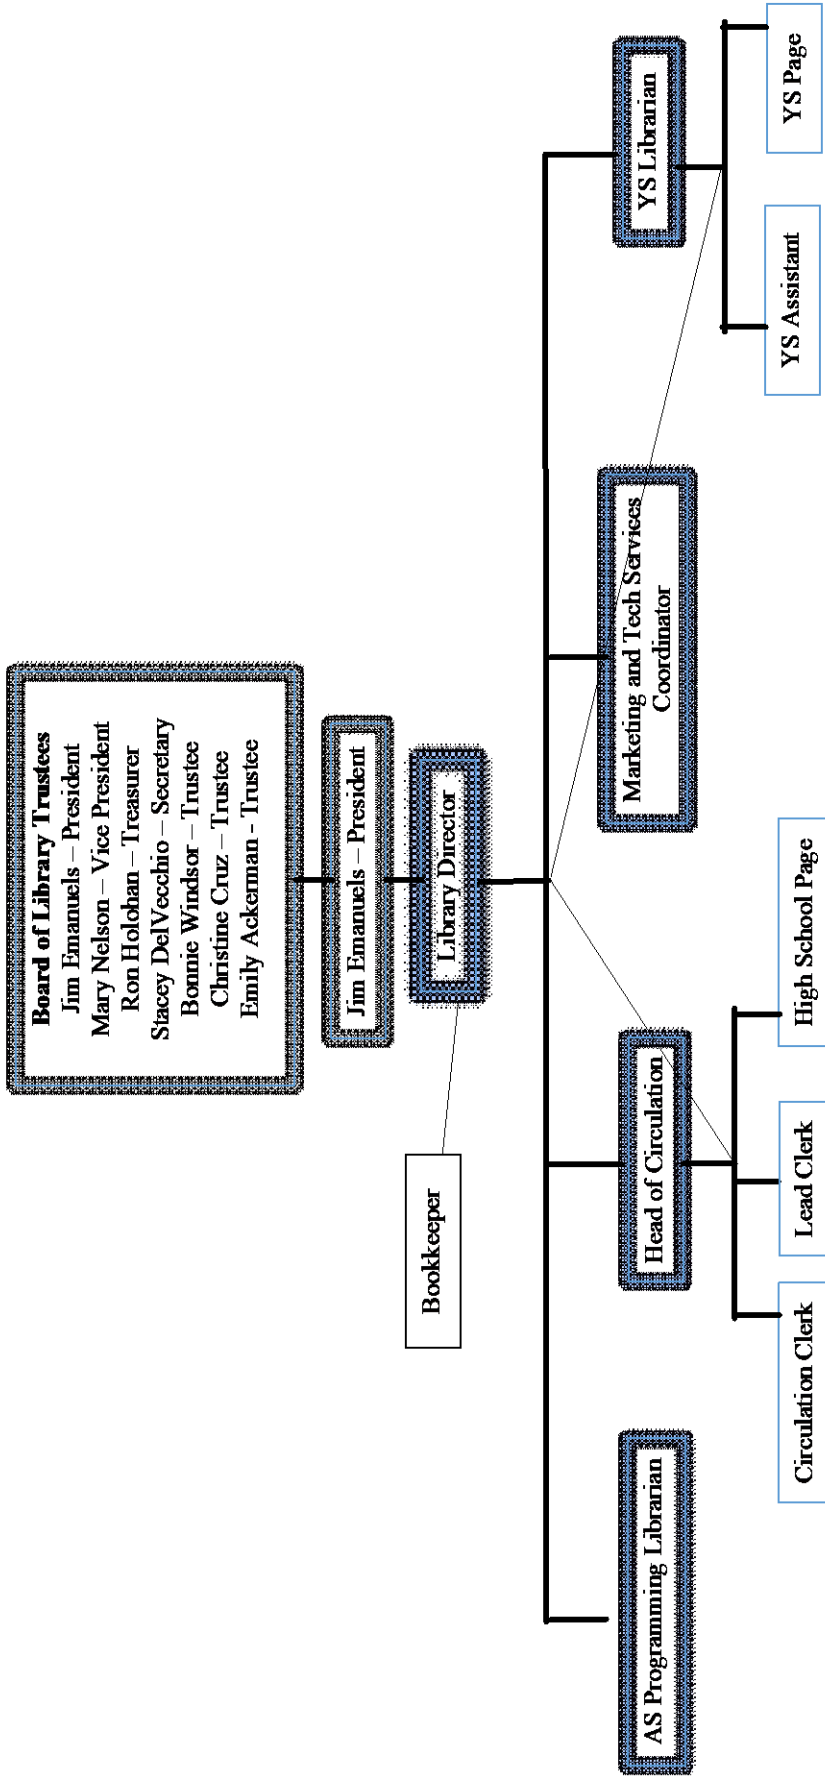 Board of Library Trustees
Jim Emanuels – President
Mary Nelson – Vice President
Ron Holohan – Treasurer
Stacey DelVecchio – Secretary
Bonnie Windsor – Trustee
Christine Cruz – Trustee
Emily Ackerman - Trustee
Jim Emanuels – President
Bookkeeper
Library Director
AS Programming Librarian
Head of Circulation
Marketing and Tech Services
Coordinator
YS Librarian
Circulation Clerk
Lead Clerk
High School Page
YS Assistant
YS Page